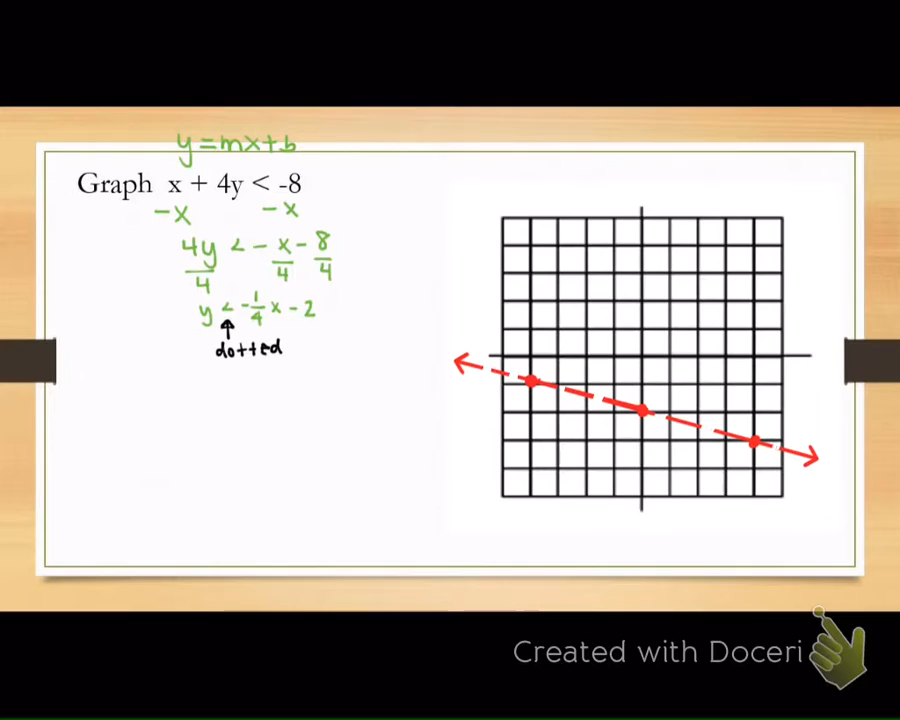 y = mx + b
Graph x + 4y < -8
-x -x
4y/4 < -x/4 - 8/4
y < -1/4 x - 2
dotted
Created with Doceri